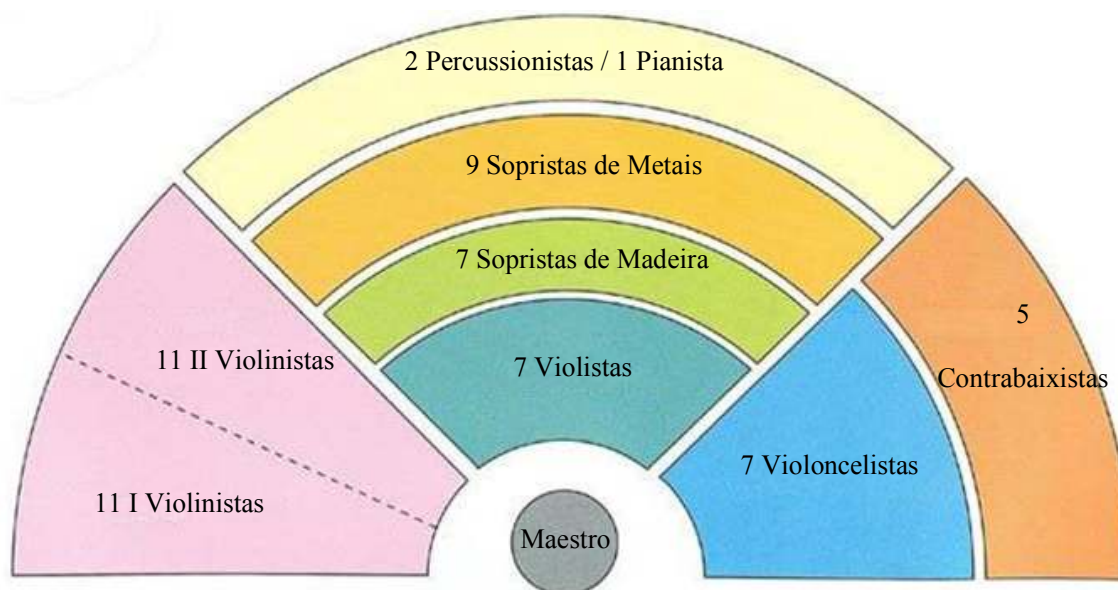 2 Percussionistas / 1 Pianista
9 Sopristas de Metais
7 Sopristas de Madeira
11 II Violinistas
7 Violistas
5
Contrabaixistas
11 I Violinistas
7 Violoncelistas
Maestro